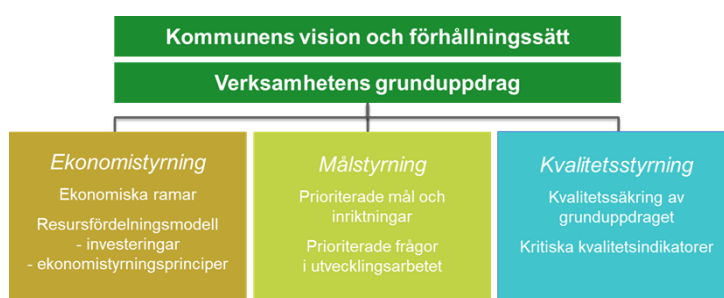 Kommunens vision och förhållningssätt
Verksamhetens grunduppdrag
Ekonomistyrning
Ekonomiska ramar
Resursfördelningsmodell
- investeringar
- ekonomistyrningsprinciper
Målstyrning
Prioriterade mål och
inriktningar
Prioriterade frågor
i utvecklingsarbetet
Kvalitetsstyrning
Kvalitetssäkring av
grunduppdraget
Kritiska kvalitetsindikatorer